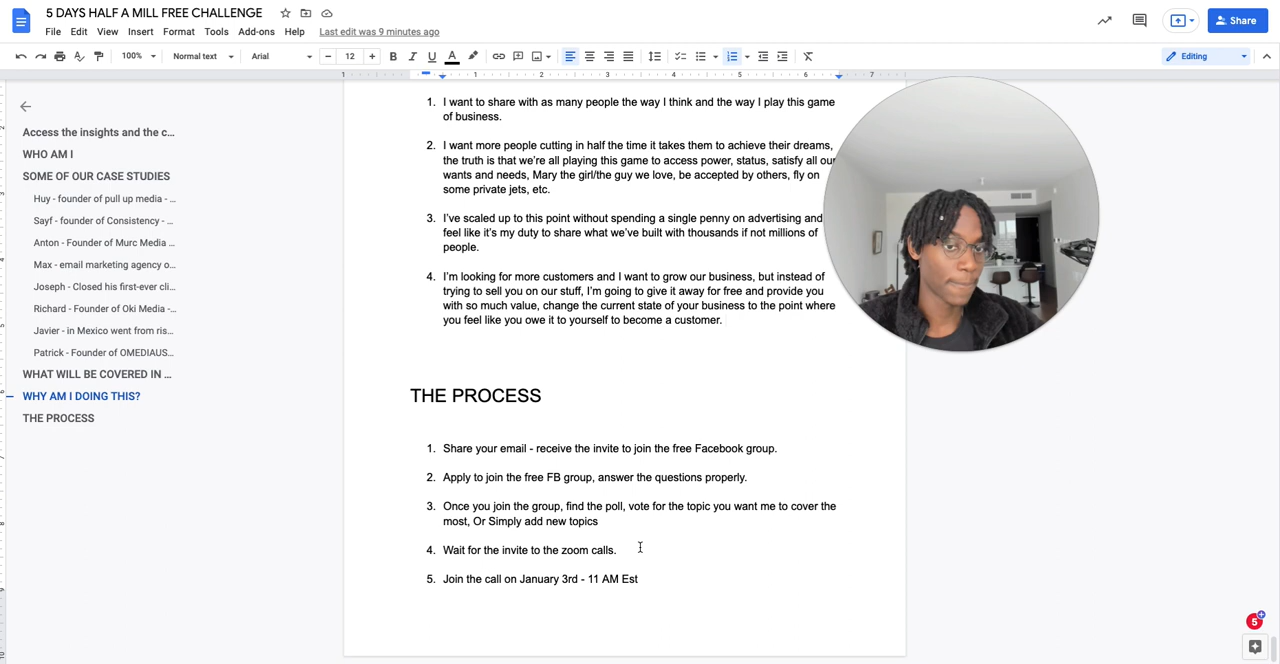 5 DAYS HALF A MILL FREE CHALLENGE
File Edit View Insert Format Tools Add-ons Help Last edit was 9 minutes ago
Share
100% Normal text Arial 12 Editing
1 1 2 3 4 5 6 7
Access the insights and the c...
WHO AM I
SOME OF OUR CASE STUDIES
Huy - founder of pull up media - ...
Sayf - founder of Consistency - ...
Anton - Founder of Murc Media ...
Max - email marketing agency o...
Joseph - Closed his first-ever cli...
Richard - Founder of Oki Media -...
Javier - in Mexico went from ris...
Patrick - Founder of OMEDIAUS...
WHAT WILL BE COVERED IN ...
WHY AM I DOING THIS?
THE PROCESS
1. I want to share with as many people the way I think and the way I play this game
of business.
2. I want more people cutting in half the time it takes them to achieve their dreams,
the truth is that we're all playing this game to access power, status, satisfy all our
wants and needs, Mary the girl/the guy we love, be accepted by others, fly on
some private jets, etc.
3. I've scaled up to this point without spending a single penny on advertising and
feel like it's my duty to share what we've built with thousands if not millions of
people.
4. I'm looking for more customers and I want to grow our business, but instead of
trying to sell you on our stuff, I'm going to give it away for free and provide you
with so much value, change the current state of your business to the point where
you feel like you owe it to yourself to become a customer.
THE PROCESS
1. Share your email - receive the invite to join the free Facebook group.
2. Apply to join the free FB group, answer the questions properly.
3. Once you join the group, find the poll, vote for the topic you want me to cover the
most, Or Simply add new topics
4. Wait for the invite to the zoom calls.
5. Join the call on January 3rd - 11 AM Est
5